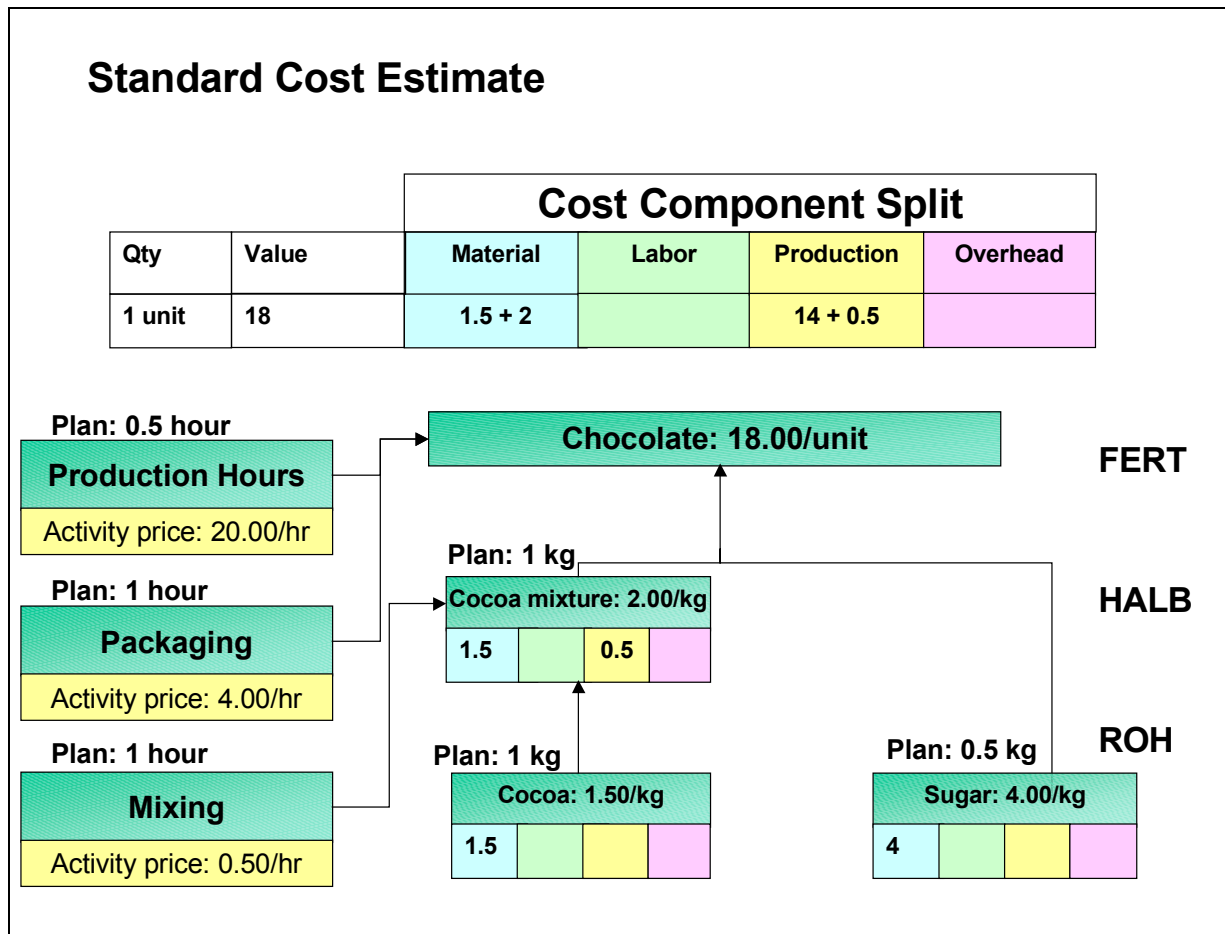 Standard Cost Estimate
Cost Component Split
Qty Value Material Labor Production Overhead
1 unit 18 1.5 + 2 14 + 0.5
Plan: 0.5 hour
Production Hours
Activity price: 20.00/hr
Chocolate: 18.00/unit
FERT
Plan: 1 hour
Packaging
Activity price: 4.00/hr
Plan: 1 kg
Cocoa mixture: 2.00/kg
1.5 0.5
HALB
Plan: 1 hour
Mixing
Activity price: 0.50/hr
Plan: 1 kg
Cocoa: 1.50/kg
1.5
Plan: 0.5 kg
Sugar: 4.00/kg
4
ROH